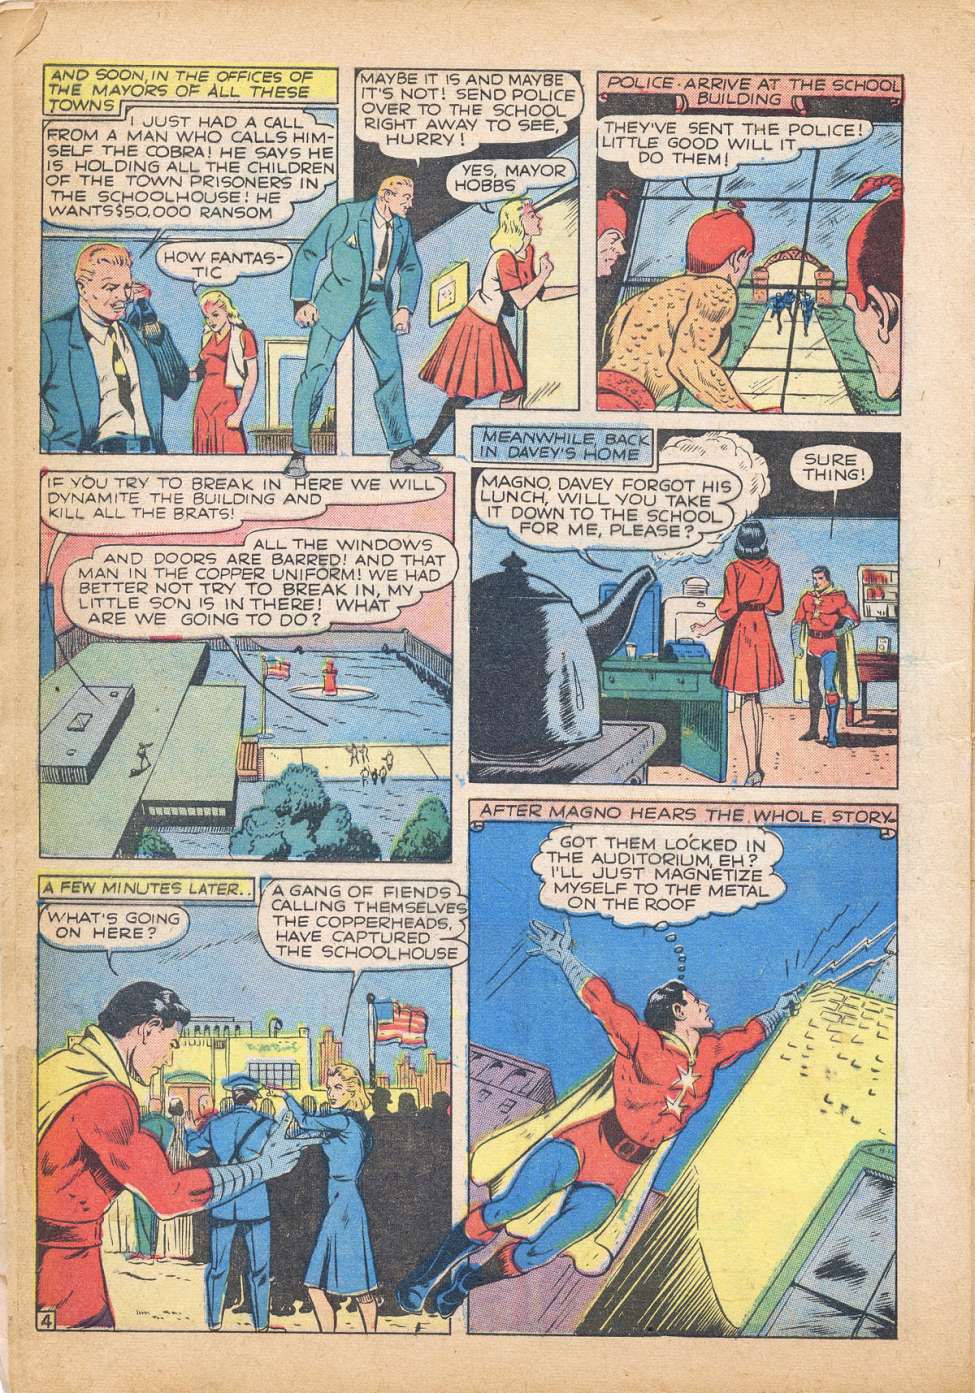 AND SOON, IN THE OFFICES OF
THE MAYORS OF ALL THESE
TOWNS
I JUST HAD A CALL
FROM A MAN WHO CALLS HIM-
SELF THE COBRA! HE SAYS HE
IS HOLDING ALL THE CHILDREN
OF THE TOWN PRISONERS IN
THE SCHOOLHOUSE! HE
WANTS $50,000 RANSOM
HOW FANTAS-
TIC
MAYBE IT IS AND MAYBE
IT'S NOT! SEND POLICE
OVER TO THE SCHOOL
RIGHT AWAY TO SEE,
HURRY!
YES, MAYOR
HOBBS
POLICE ARRIVE AT THE SCHOOL
BUILDING
THEY'VE SENT THE POLICE!
LITTLE GOOD WILL IT
DO THEM!
IF YOU TRY TO BREAK IN HERE WE WILL
DYNAMITE THE BUILDING AND
KILL ALL THE BRATS!
ALL THE WINDOWS
AND DOORS ARE BARRED! AND THAT
MAN IN THE COPPER UNIFORM! WE HAD
BETTER NOT TRY TO BREAK IN, MY
LITTLE SON IS IN THERE! WHAT
ARE WE GOING TO DO?
MEANWHILE, BACK
IN DAVEY'S HOME
MAGNO, DAVEY FORGOT HIS
LUNCH, WILL YOU TAKE
IT DOWN TO THE SCHOOL
FOR ME, PLEASE?
SURE
THING!
A FEW MINUTES LATER..
WHAT'S GOING
ON HERE?
A GANG OF FIENDS
CALLING THEMSELVES
THE COPPERHEADS,
HAVE CAPTURED
THE SCHOOLHOUSE
AFTER MAGNO HEARS THE WHOLE STORY
GOT THEM LOCKED IN
THE AUDITORIUM, EH?
I'LL JUST MAGNETIZE
MYSELF TO THE METAL
ON THE ROOF
4